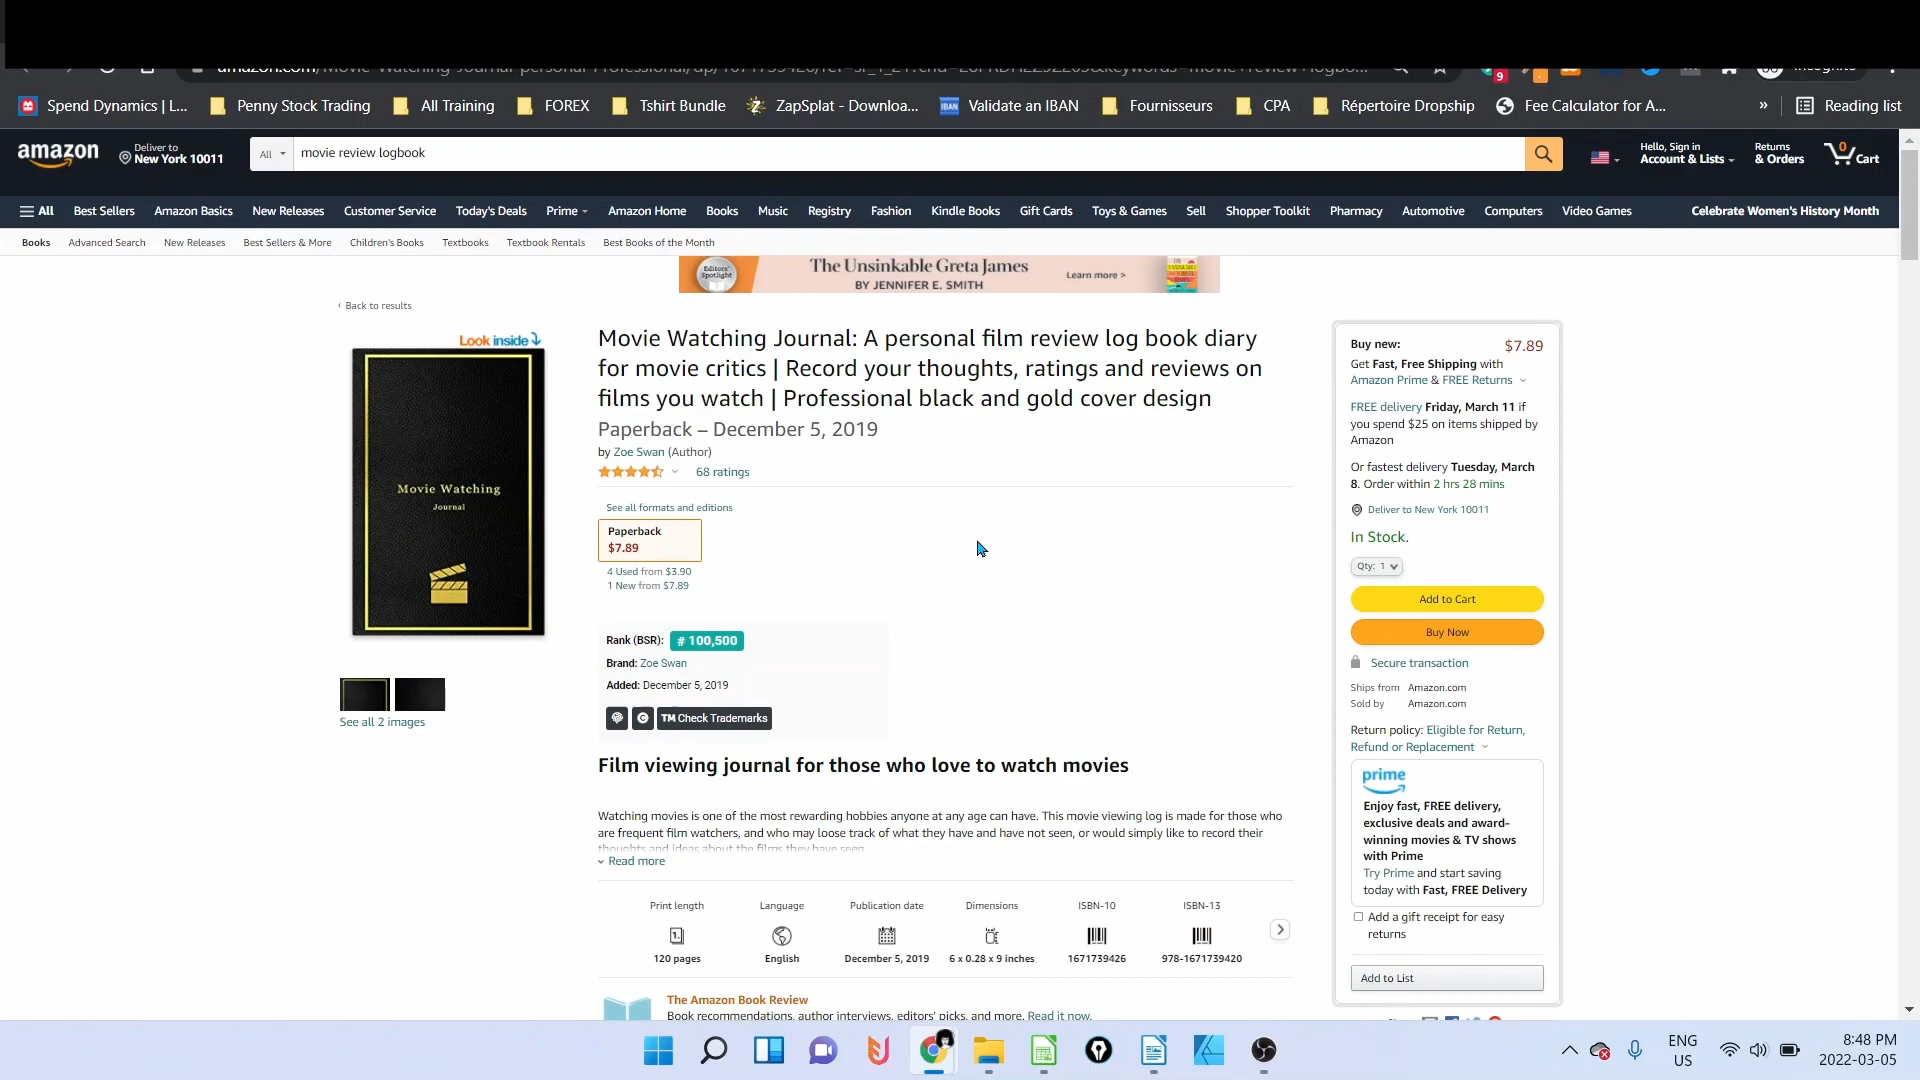 9
Spend Dynamics | L...
Penny Stock Trading
All Training
FOREX
Tshirt Bundle
ZapSplat - Downloa...
IBAN
Validate an IBAN
Fournisseurs
CPA
Répertoire Dropship
Fee Calculator for A...
»
Reading list
amazon
Deliver to
New York 10011
All
movie review logbook
Hello, Sign in
Account & Lists
Returns
& Orders
0
Cart
All
Best Sellers
Amazon Basics
New Releases
Customer Service
Today's Deals
Prime
Amazon Home
Books
Music
Registry
Fashion
Kindle Books
Gift Cards
Toys & Games
Sell
Shopper Toolkit
Pharmacy
Automotive
Computers
Video Games
Celebrate Women's History Month
Books
Advanced Search
New Releases
Best Sellers & More
Children's Books
Textbooks
Textbook Rentals
Best Books of the Month
Editors'
Spotlight
The Unsinkable Greta James
BY JENNIFER E. SMITH
Learn more >
‹ Back to results
Look inside
Movie Watching
Journal
See all 2 images
Movie Watching Journal: A personal film review log book diary
for movie critics | Record your thoughts, ratings and reviews on
films you watch | Professional black and gold cover design
Paperback – December 5, 2019
by Zoe Swan (Author)
68 ratings
See all formats and editions
Paperback
$7.89
4 Used from $3.90
1 New from $7.89
Rank (BSR): # 100,500
Brand: Zoe Swan
Added: December 5, 2019
C
TM Check Trademarks
Film viewing journal for those who love to watch movies
Watching movies is one of the most rewarding hobbies anyone at any age can have. This movie viewing log is made for those who
are frequent film watchers, and who may loose track of what they have and have not seen, or would simply like to record their
thoughts and ideas about the films they have seen
Read more
Print length
120 pages
Language
English
Publication date
December 5, 2019
Dimensions
6 x 0.28 x 9 inches
ISBN-10
1671739426
ISBN-13
978-1671739420
The Amazon Book Review
Book recommendations, author interviews, editors' picks, and more. Read it now.
Buy new:
$7.89
Get Fast, Free Shipping with
Amazon Prime & FREE Returns
FREE delivery Friday, March 11 if
you spend $25 on items shipped by
Amazon
Or fastest delivery Tuesday, March
8. Order within 2 hrs 28 mins
Deliver to New York 10011
In Stock.
Qty: 1
Add to Cart
Buy Now
Secure transaction
Ships from Amazon.com
Sold by Amazon.com
Return policy: Eligible for Return,
Refund or Replacement
prime
Enjoy fast, FREE delivery,
exclusive deals and award-
winning movies & TV shows
with Prime
Try Prime and start saving
today with Fast, FREE Delivery
Add a gift receipt for easy
returns
Add to List
ENG
US
8:48 PM
2022-03-05